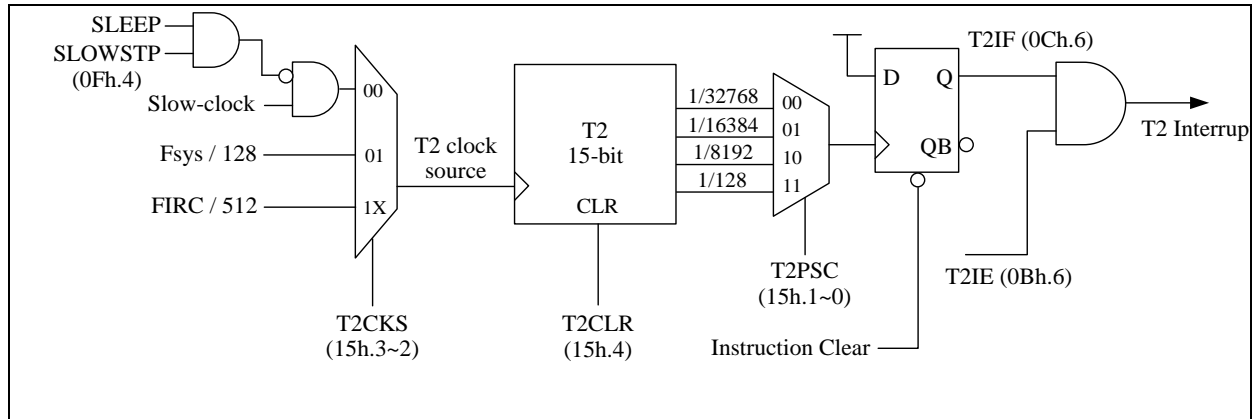 SLEEP
SLOWSTP
(0Fh.4)
Slow-clock
00
Fsys / 128
01
FIRC / 512
1X
T2CKS
(15h.3~2)
T2 clock
source
T2
15-bit
CLR
T2CLR
(15h.4)
1/32768
1/16384
1/8192
1/128
00
01
10
11
T2PSC
(15h.1~0)
T2IF (0Ch.6)
D
Q
QB
T2 Interrup
T2IE (0Bh.6)
Instruction Clear